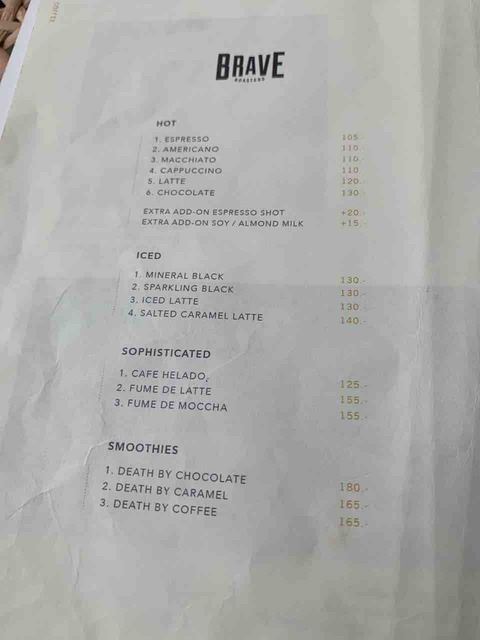 COFFEE
BRAVE
ROASTERS
HOT
1. ESPRESSO 105.-
2. AMERICANO 110.-
3. MACCHIATO 110.-
4. CAPPUCCINO 110
5. LATTE 120.-
6. CHOCOLATE 130.-
EXTRA ADD-ON ESPRESSO SHOT +20.-
EXTRA ADD-ON SOY / ALMOND MILK +15.-
ICED
1. MINERAL BLACK 130.-
2. SPARKLING BLACK 130.-
3. ICED LATTE 130
4. SALTED CARAMEL LATTE 140.-
SOPHISTICATED
1. CAFE HELADO 125.-
2. FUME DE LATTE 155.-
3. FUME DE MOCCHA 155.-
SMOOTHIES
1. DEATH BY CHOCOLATE 180.-
2. DEATH BY CARAMEL 165.-
3. DEATH BY COFFEE 165.-